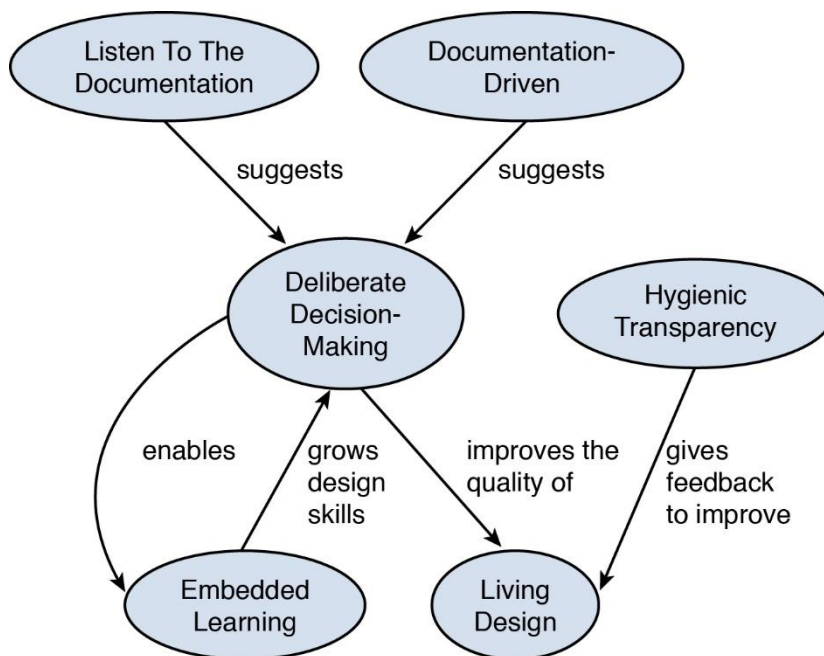 Listen To The
Documentation
Documentation-
Driven
suggests
suggests
Deliberate
Decision-
Making
Hygienic
Transparency
enables
grows
design
skills
improves the
quality of
gives
feedback
to improve
Embedded
Learning
Living
Design